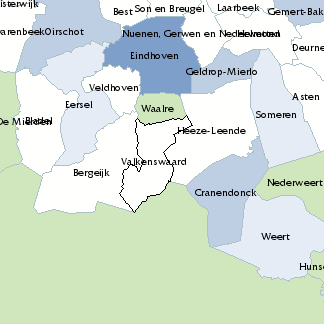 isterwijk
Best
Son en Breugel
Laarbeek
Gemert-Bak
arenbeek
Oirschot
Nuenen, Gerwen en Nederwetten
Helmond
Deurne
Eindhoven
Geldrop-Mierlo
Veldhoven
Asten
Eersel
Waalre
Someren
De Mierden
Bladel
Heeze-Leende
Valkenswaard
Bergeijk
Nederweert
Cranendonck
Weert
Huns